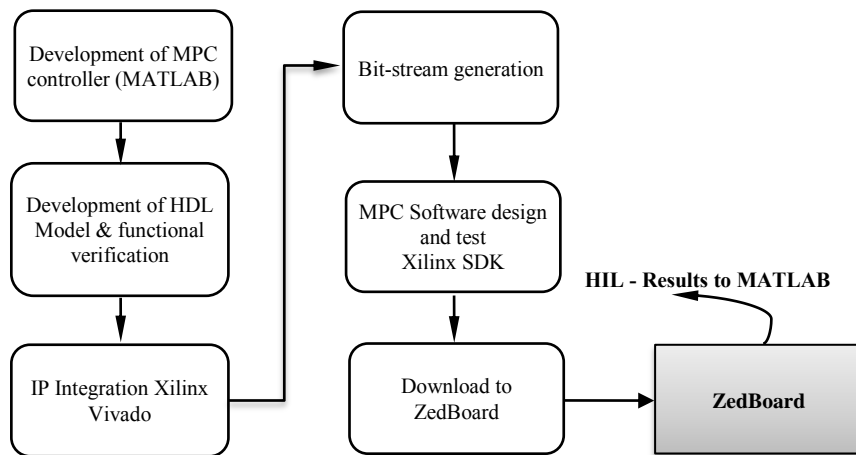 Development of MPC
controller (MATLAB)
Development of HDL
Model & functional
verification
IP Integration Xilinx
Vivado
Bit-stream generation
MPC Software design
and test
Xilinx SDK
Download to
ZedBoard
HIL - Results to MATLAB
ZedBoard